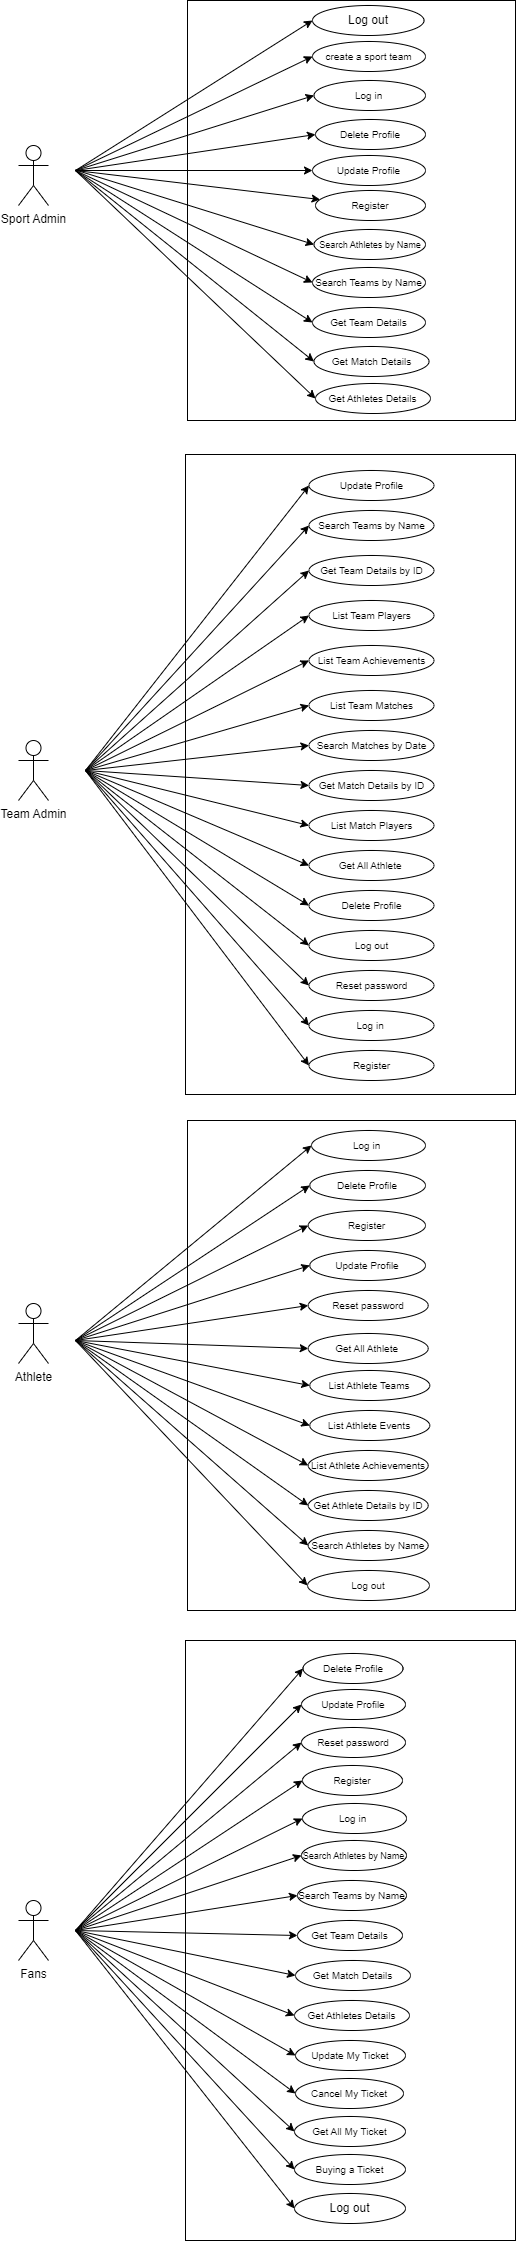 Log out
create a sport team
Log in
Delete Profile
Update Profile
Register
Sport Admin
Search Athletes by Name
Search Teams by Name
Get Team Details
Get Match Details
Get Athletes Details
Update Profile
Search Teams by Name
Get Team Details by ID
List Team Players
List Team Achievements
List Team Matches
Search Matches by Date
Get Match Details by ID
Team Admin
List Match Players
Get All Athlete
Delete Profile
Log out
Reset password
Log in
Register
Log in
Delete Profile
Register
Update Profile
Reset password
Get All Athlete
Athlete
List Athlete Teams
List Athlete Events
List Athlete Achievements
Get Athlete Details by ID
Search Athletes by Name
Log out
Delete Profile
Update Profile
Reset password
Register
Log in
Search Athletes by Name
Search Teams by Name
Get Team Details
Fans
Get Match Details
Get Athletes Details
Update My Ticket
Cancel My Ticket
Get All My Ticket
Buying a Ticket
Log out